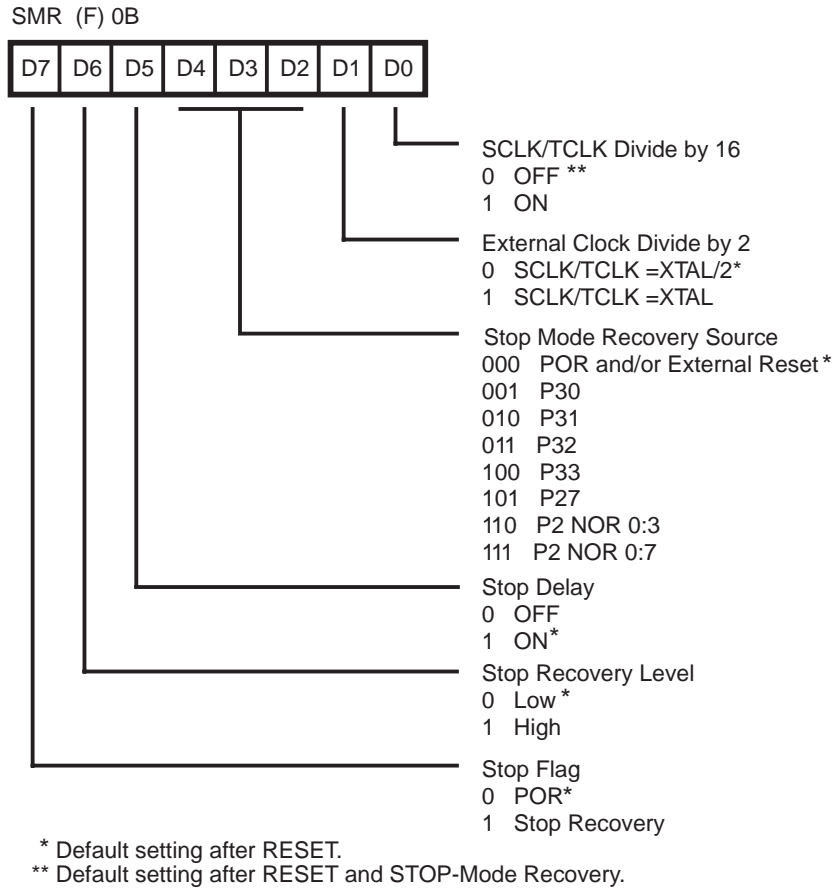 SMR (F) 0B
D7 D6 D5 D4 D3 D2 D1 D0
SCLK/TCLK Divide by 16
0 OFF **
1 ON
External Clock Divide by 2
0 SCLK/TCLK =XTAL/2*
1 SCLK/TCLK =XTAL
Stop Mode Recovery Source
000 POR and/or External Reset*
001 P30
010 P31
011 P32
100 P33
101 P27
110 P2 NOR 0:3
111 P2 NOR 0:7
Stop Delay
0 OFF
1 ON*
Stop Recovery Level
0 Low*
1 High
Stop Flag
0 POR*
1 Stop Recovery
* Default setting after RESET.
** Default setting after RESET and STOP-Mode Recovery.